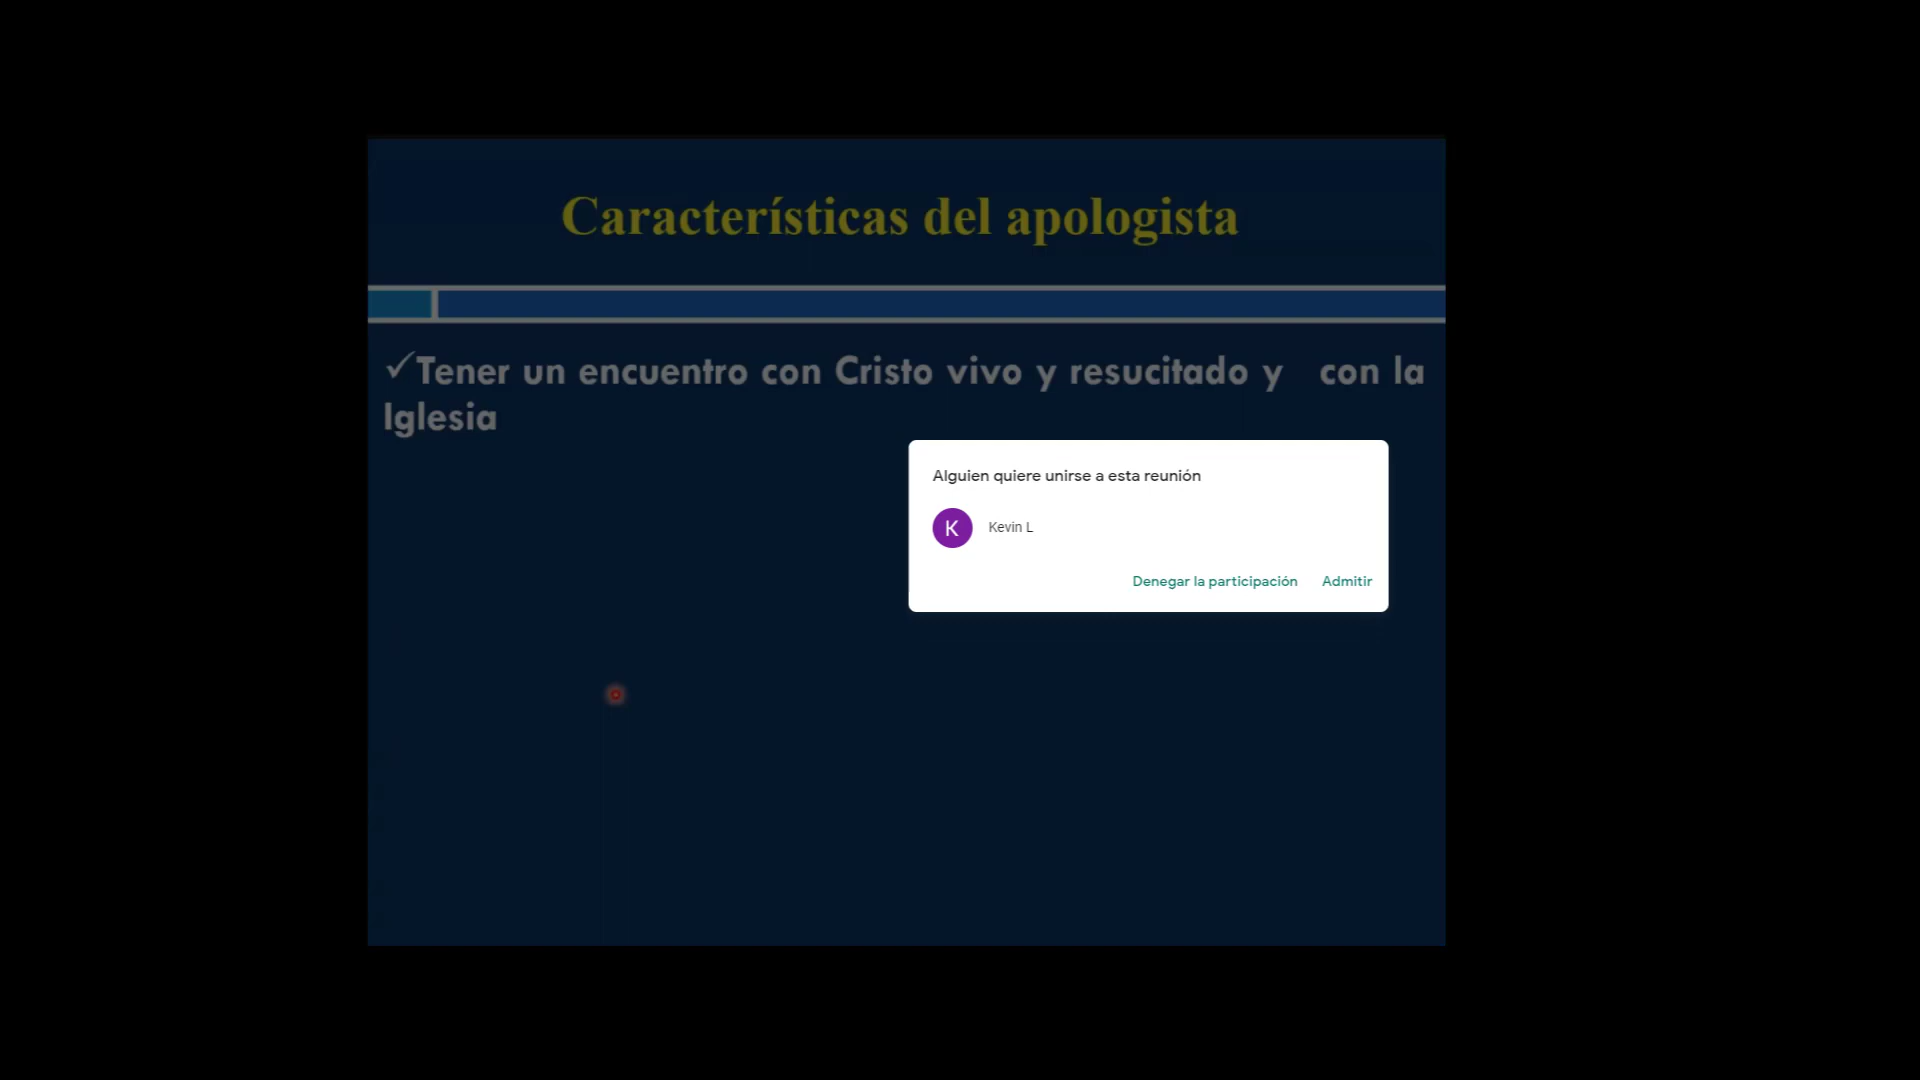 Características del apologista
✓Tener un encuentro con Cristo vivo y resucitado y con la
Iglesia
Alguien quiere unirse a esta reunión
K
Kevin L
Denegar la participación
Admitir